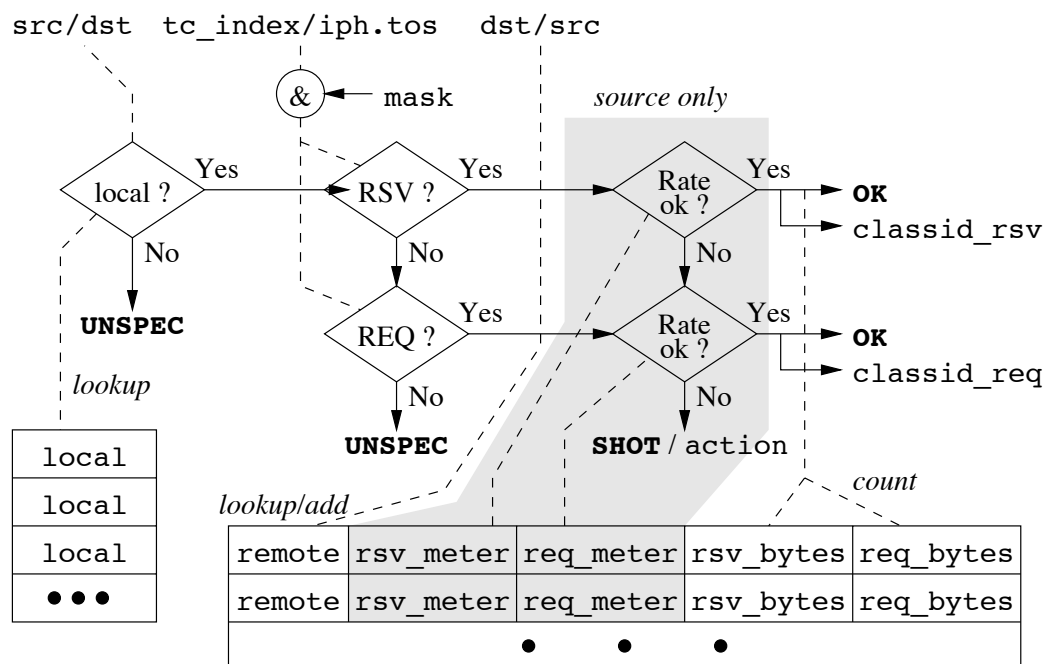 src/dst tc_index/iph.tos dst/src
& mask
source only
local ? Yes RSV ? Yes Rate ok ? Yes OK
classid_rsv
No No No
UNSPEC
REQ ? Yes Rate ok ? Yes OK
classid_req
lookup
No No
UNSPEC SHOT / action
local
local
local
count
lookup/add
remote rsv_meter req_meter rsv_bytes req_bytes
remote rsv_meter req_meter rsv_bytes req_bytes